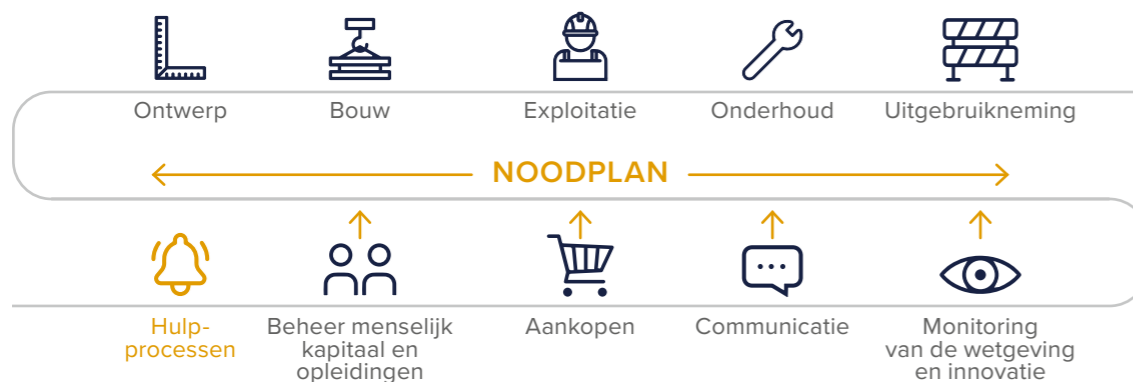 Ontwerp
Bouw
Exploitatie
Onderhoud
Uitgebruikneming
NOODPLAN
Hulp-
processen
Beheer menselijk
kapitaal en
opleidingen
Aankopen
Communicatie
Monitoring
van de wetgeving
en innovatie